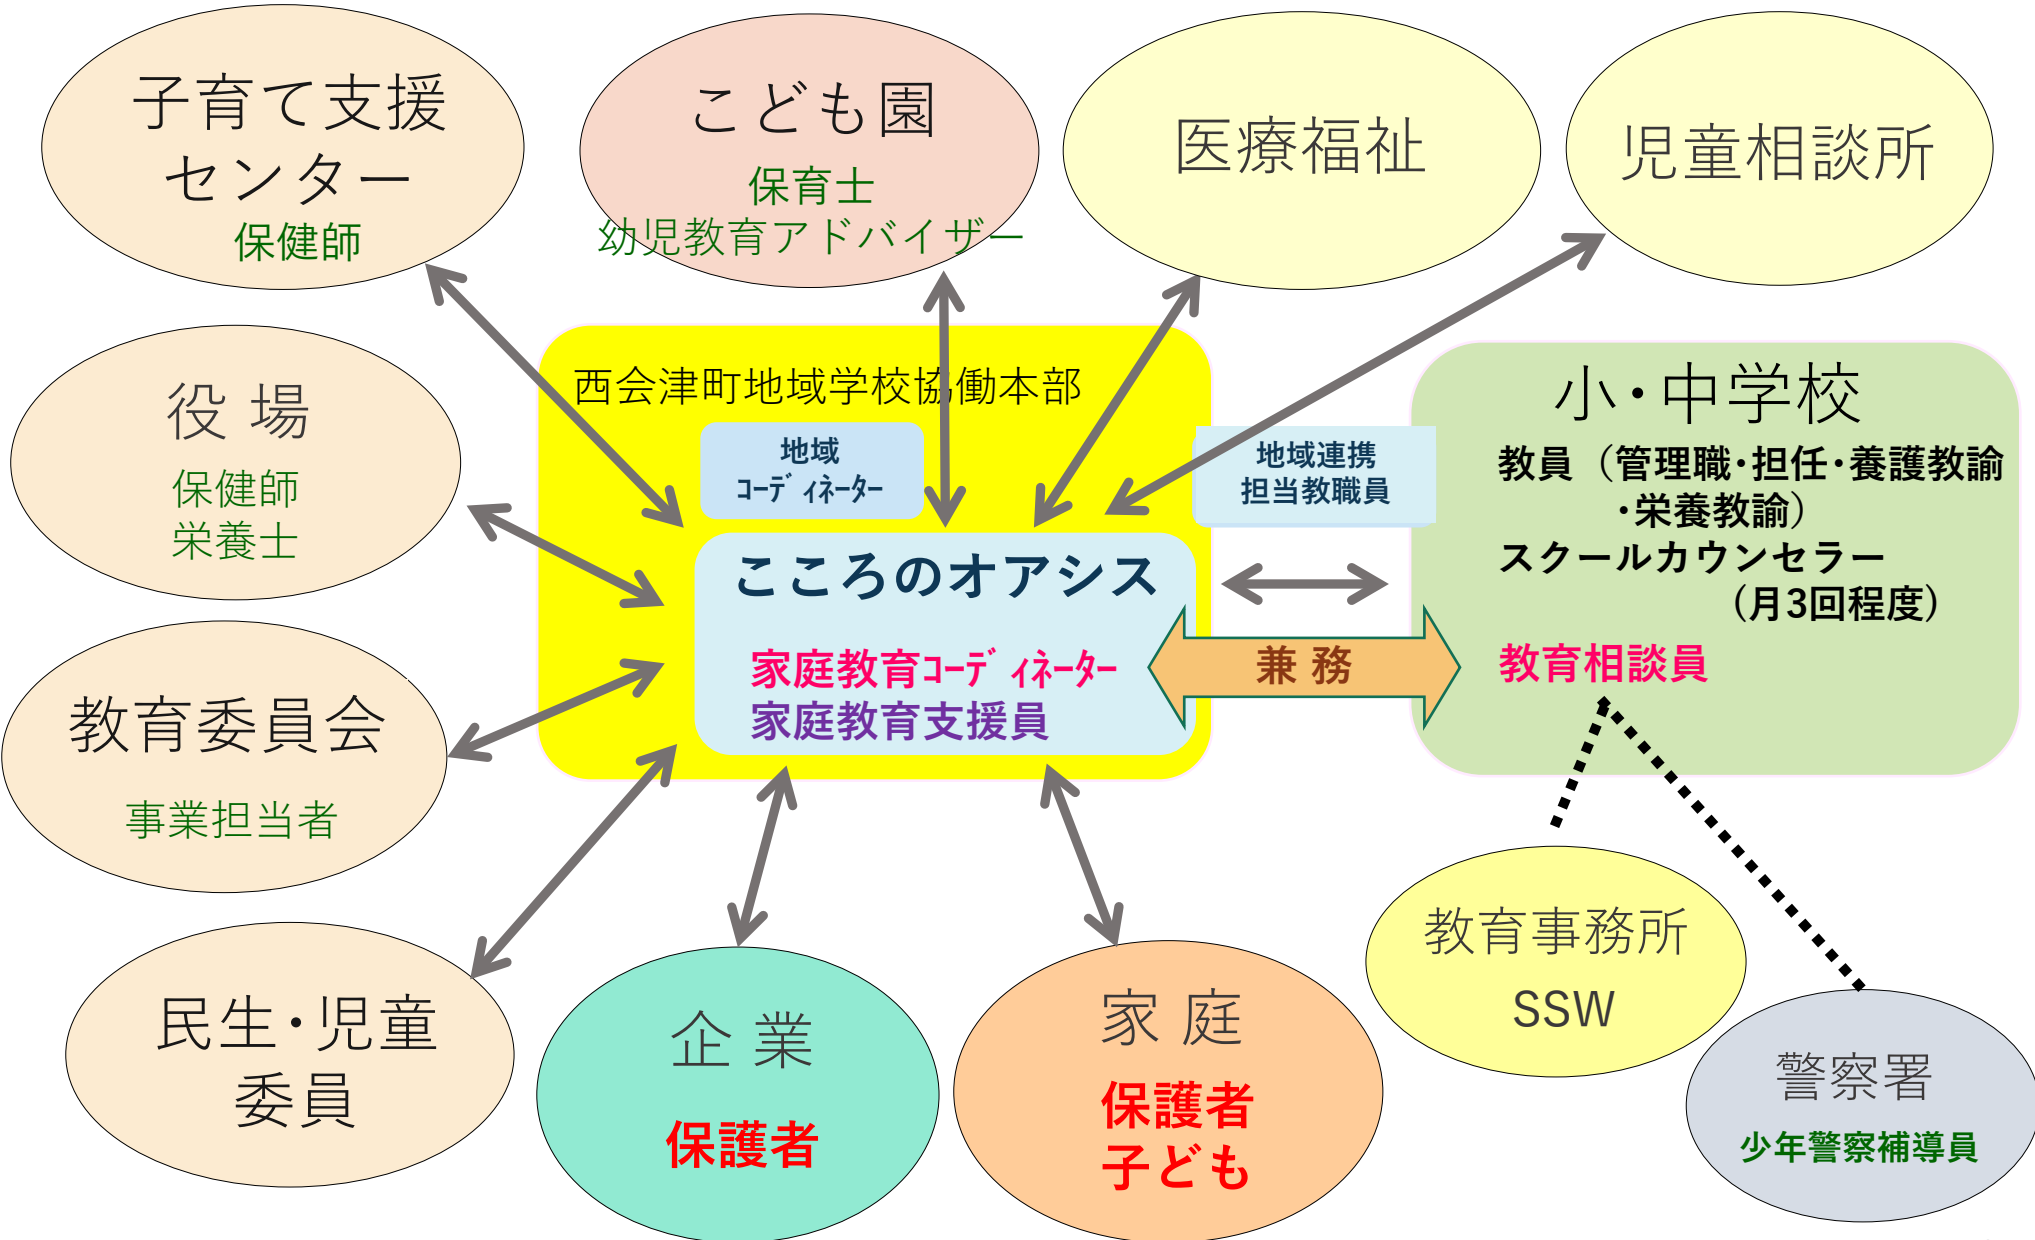 子育て支援
センター
保健師
こども園
保育士
幼児教育アドバイザー
医療福祉
児童相談所
役 場
保健師
栄養士
西会津町地域学校協働本部
地域
ｺｰﾃﾞｨﾈｰﾀｰ
地域連携
担当教職員
こころのオアシス
家庭教育ｺｰﾃﾞｨﾈｰﾀｰ
家庭教育支援員
兼 務
小・中学校
教員（管理職・担任・養護教諭
・栄養教諭）
スクールカウンセラー
（月3回程度）
教育相談員
教育委員会
事業担当者
民生・児童
委員
企 業
保護者
家 庭
保護者
子ども
教育事務所
SSW
警察署
少年警察補導員